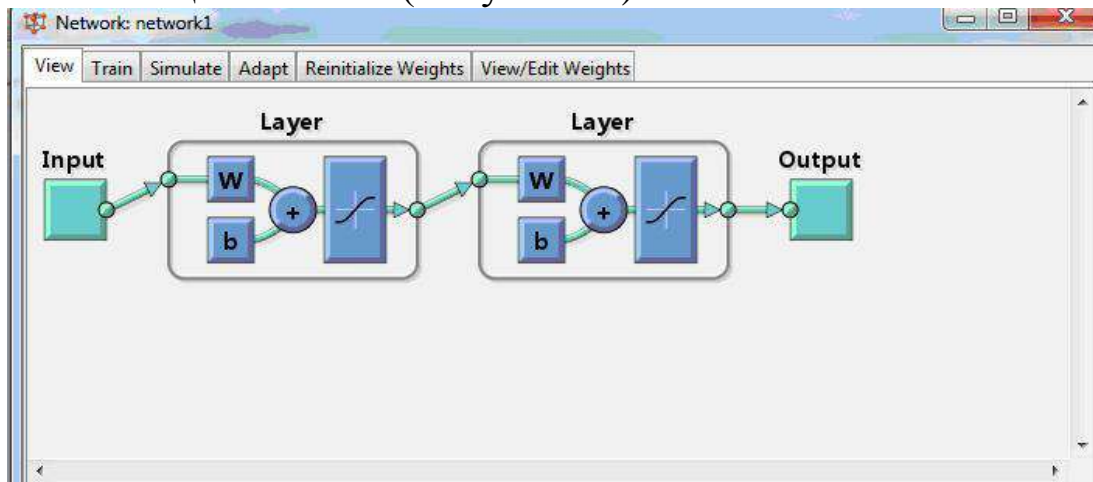 Network: network1
View Train Simulate Adapt Reinitialize Weights View/Edit Weights
Layer Layer
Input Output
W W
+ +
b b